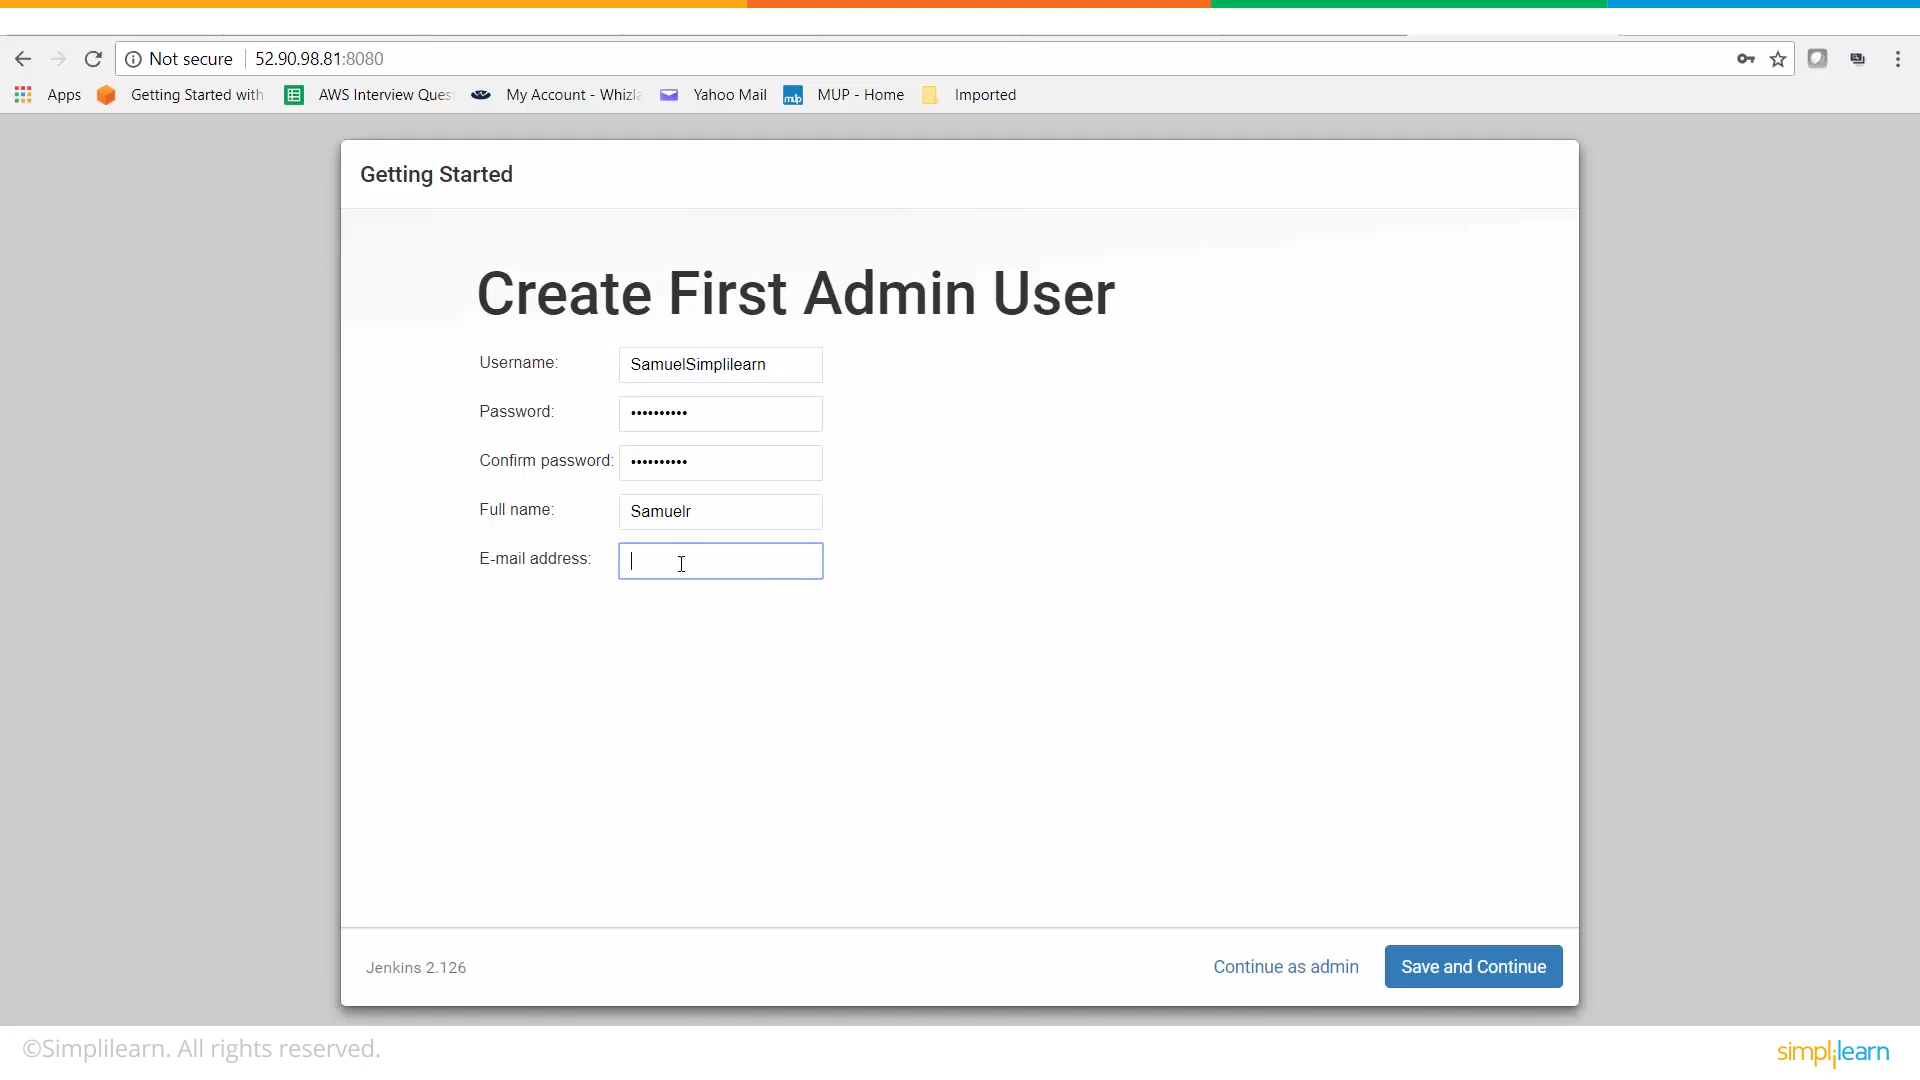 Not secure 52.90.98.81:8080
Apps Getting Started with AWS Interview Ques My Account - Whizla Yahoo Mail mup MUP - Home Imported
Getting Started
Create First Admin User
Username: SamuelSimplilearn
Password: ••••••••••
Confirm password: ••••••••••
Full name: Samuelr
E-mail address:
Jenkins 2.126 Continue as admin Save and Continue
©Simplilearn. All rights reserved. simplilearn